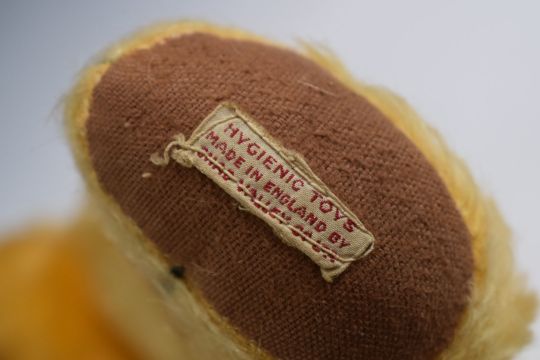 HYGIENIC TOYS
MADE IN ENGLAND BY